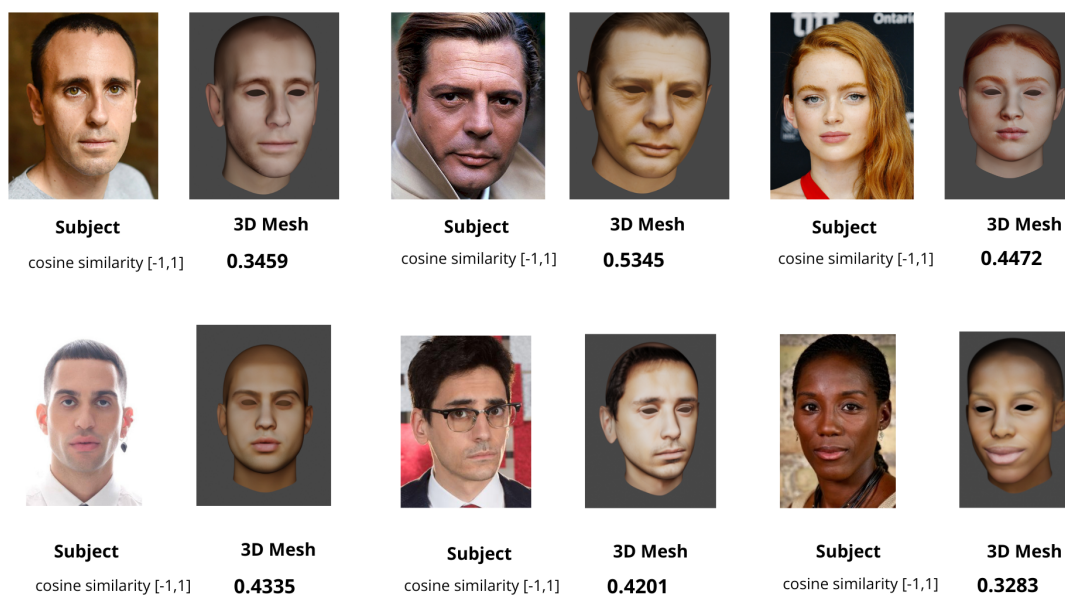 tiff Ontario
Subject 3D Mesh Subject 3D Mesh Subject 3D Mesh
cosine similarity [-1,1] 0.3459 cosine similarity [-1,1] 0.5345 cosine similarity [-1,1] 0.4472
Subject 3D Mesh Subject 3D Mesh Subject 3D Mesh
cosine similarity [-1,1] 0.4335 cosine similarity [-1,1] 0.4201 cosine similarity [-1,1] 0.3283